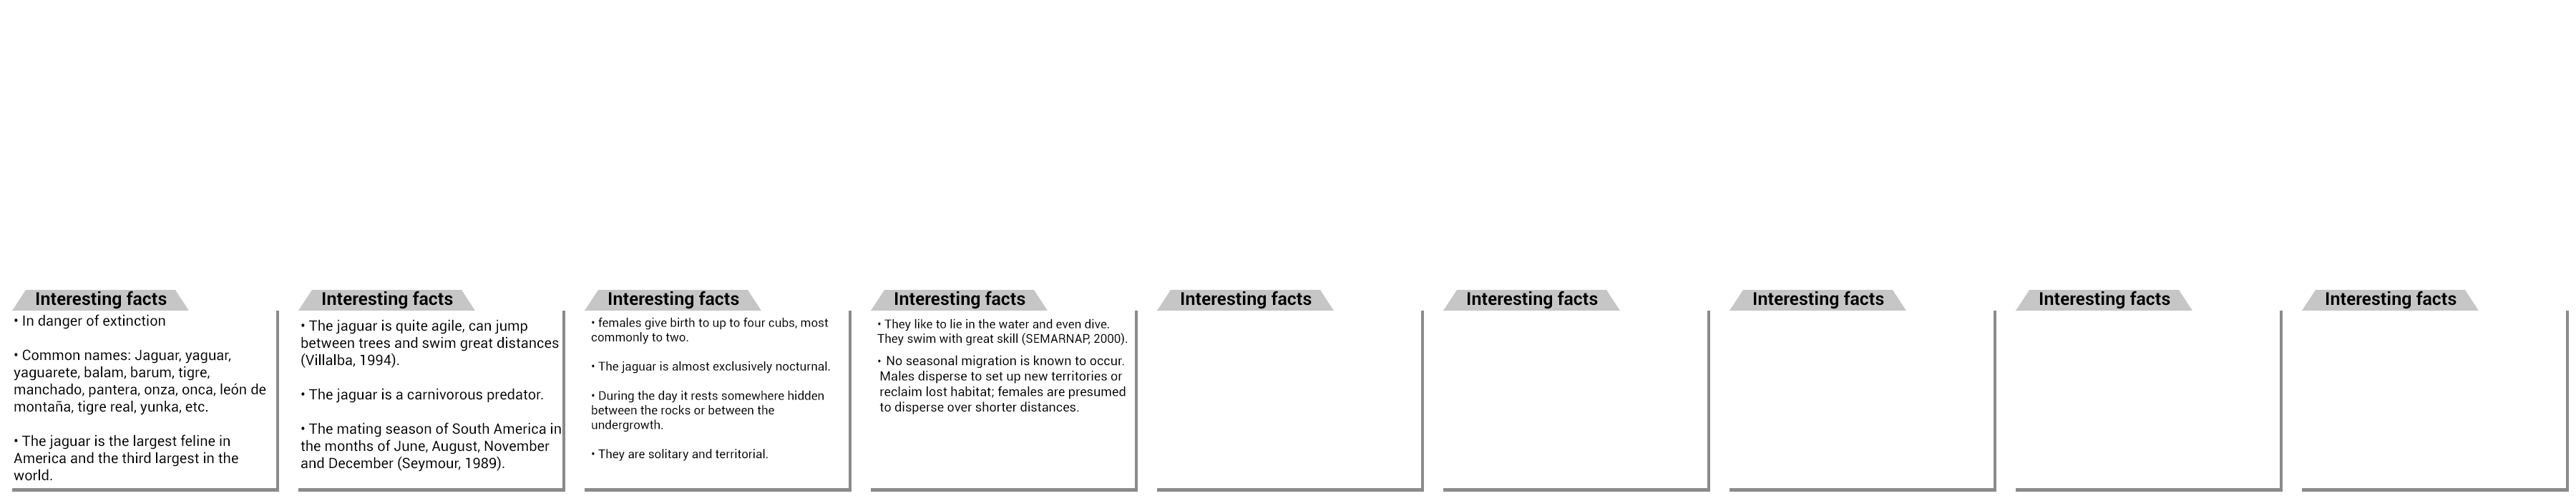 Interesting facts
• In danger of extinction
• Common names: Jaguar, yaguar,
yaguarete, balam, barum, tigre,
manchado, pantera, onza, onca, león de
montaña, tigre real, yunka, etc.
• The jaguar is the largest feline in
America and the third largest in the
world.
Interesting facts
• The jaguar is quite agile, can jump
between trees and swim great distances
(Villalba, 1994).
• The jaguar is a carnivorous predator.
• The mating season of South America in
the months of June, August, November
and December (Seymour, 1989).
Interesting facts
• females give birth to up to four cubs, most
commonly to two.
• The jaguar is almost exclusively nocturnal.
• During the day it rests somewhere hidden
between the rocks or between the
undergrowth.
• They are solitary and territorial.
Interesting facts
• They like to lie in the water and even dive.
They swim with great skill (SEMARNAP, 2000).
• No seasonal migration is known to occur.
Males disperse to set up new territories or
reclaim lost habitat; females are presumed
to disperse over shorter distances.
Interesting facts
Interesting facts
Interesting facts
Interesting facts
Interesting facts